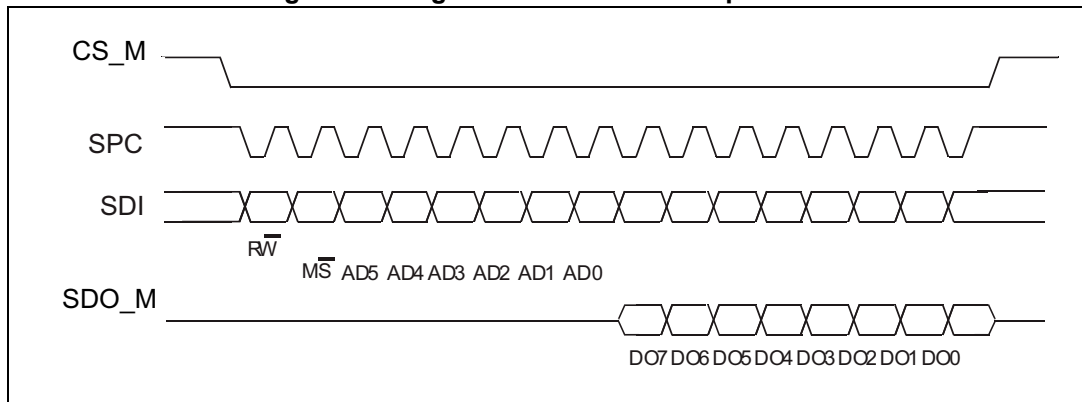 CS_M
SPC
SDI
RW̅
MS̅ AD5 AD4 AD3 AD2 AD1 AD0
SDO_M
DO7 DO6 DO5 DO4 DO3 DO2 DO1 DO0